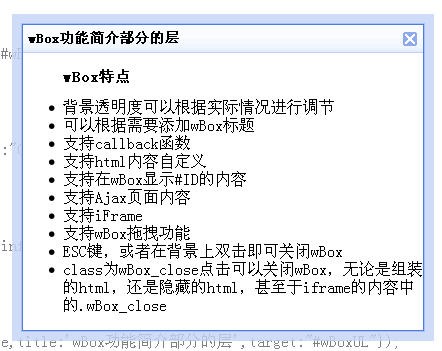 wBox功能简介部分的层
wBox特点
背景透明度可以根据实际情况进行调节
可以根据需要添加wBox标题
支持callback函数
支持html内容自定义
支持在wBox显示#ID的内容
支持Ajax页面内容
支持iFrame
支持wBox拖拽功能
ESC键，或者在背景上双击即可关闭wBox
class为wBox_close点击可以关闭wBox，无论是组装
的html，还是隐藏的html，甚至于iframe的内容中
的.wBox_close
e,title:'wBox功能简介部分的层',target:"#wBoxUL"});